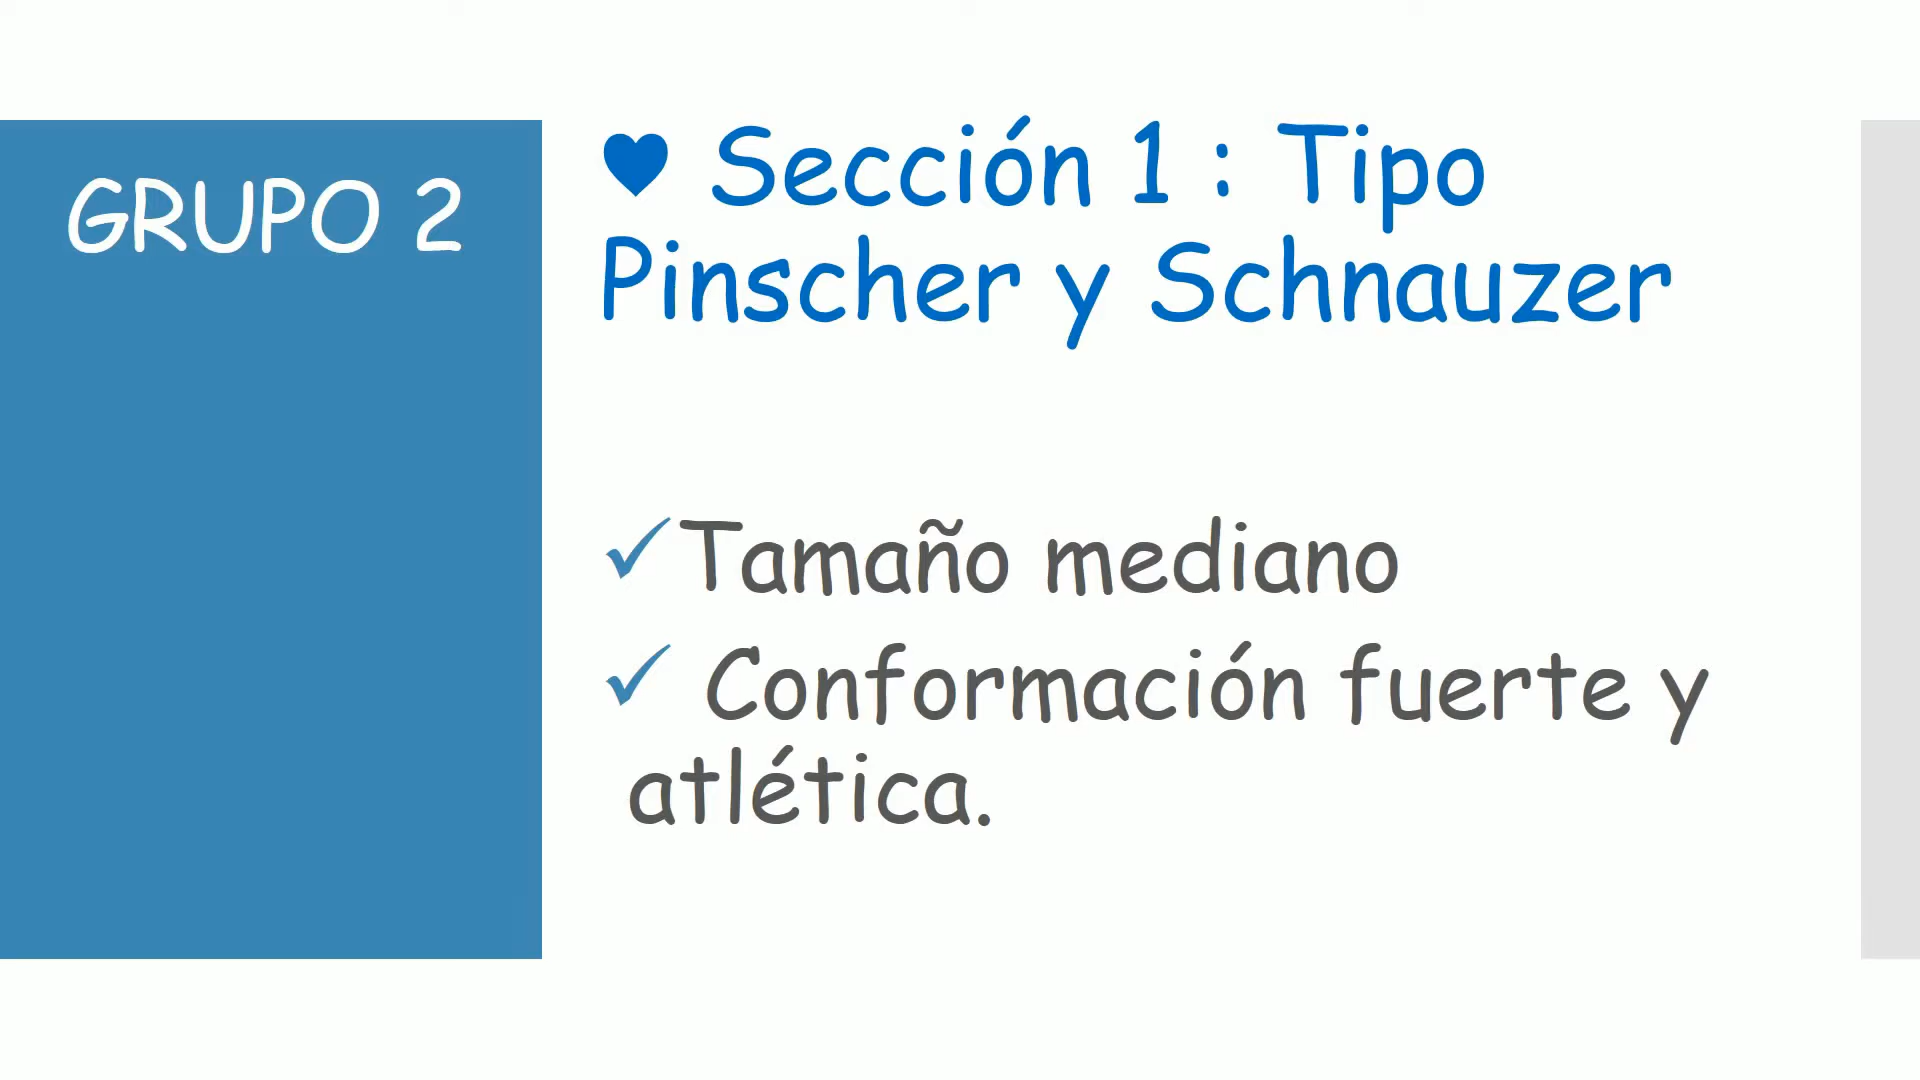 GRUPO 2
♥ Sección 1 : Tipo
Pinscher y Schnauzer
✓Tamaño mediano
✓ Conformación fuerte y
atlética.